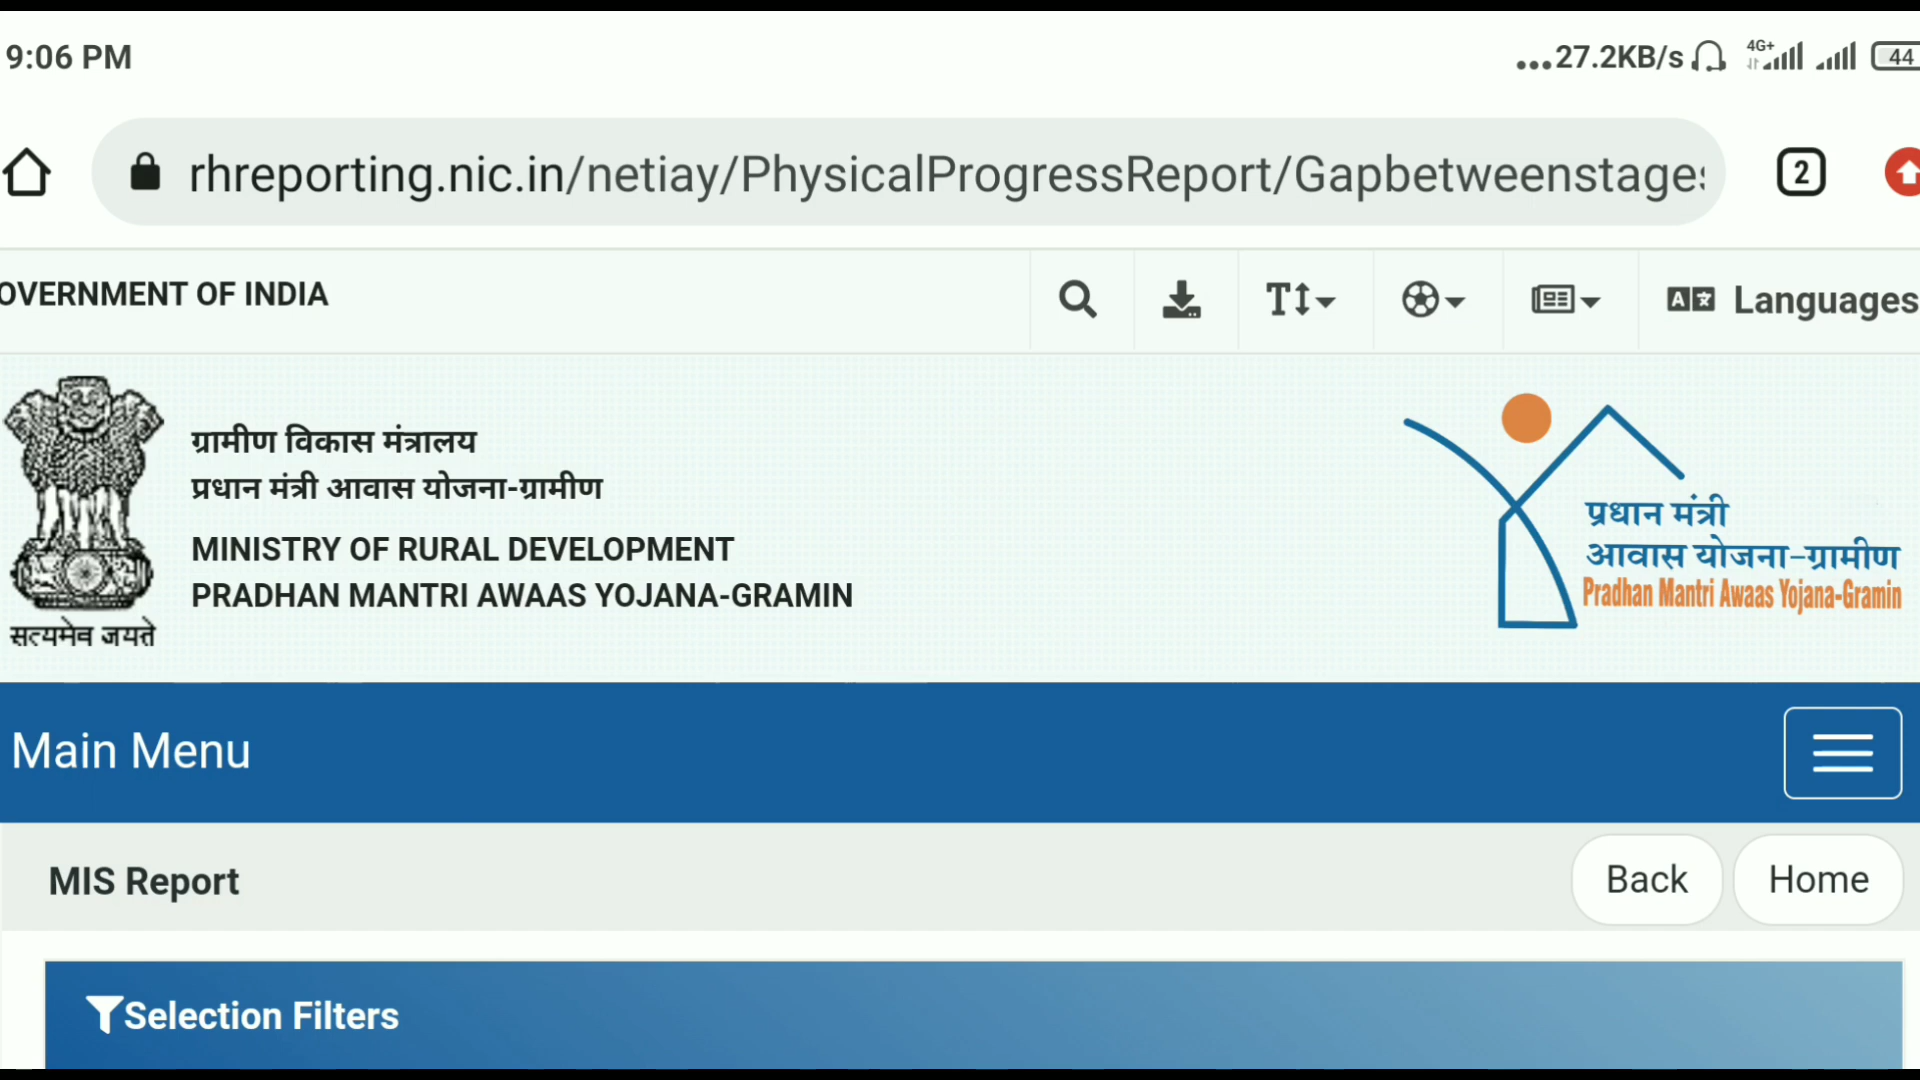 9:06 PM
...27.2KB/s 4G+ 44
rhreporting.nic.in/netiay/PhysicalProgressReport/Gapbetweenstages
2
OVERNMENT OF INDIA
T Languages
ग्रामीण विकास मंत्रालय
प्रधान मंत्री आवास योजना-ग्रामीण
MINISTRY OF RURAL DEVELOPMENT
PRADHAN MANTRI AWAAS YOJANA-GRAMIN
सत्यमेव जयते
प्रधान मंत्री
आवास योजना-ग्रामीण
Pradhan Mantri Awaas Yojana-Gramin
Main Menu
MIS Report
Back Home
Selection Filters